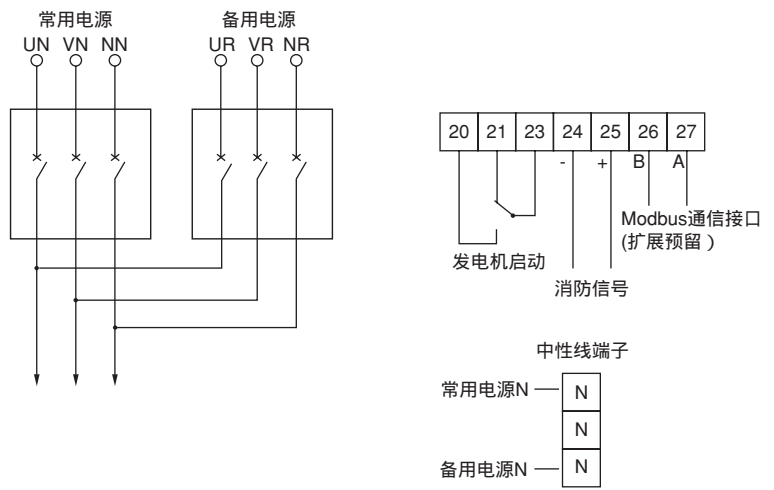 常用电源
备用电源
UN VN NN
UR VR NR
20 21 23 24 25 26 27
- + B A
Modbus通信接口
(扩展预留）
发电机启动
消防信号
中性线端子
常用电源N
N
N
备用电源N
N